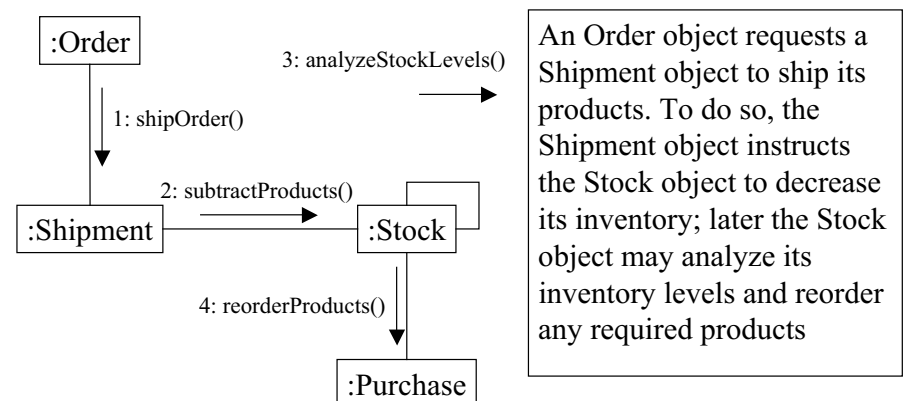 :Order
3: analyzeStockLevels()
1: shipOrder()
2: subtractProducts()
:Shipment
:Stock
4: reorderProducts()
:Purchase
An Order object requests a
Shipment object to ship its
products. To do so, the
Shipment object instructs
the Stock object to decrease
its inventory; later the Stock
object may analyze its
inventory levels and reorder
any required products